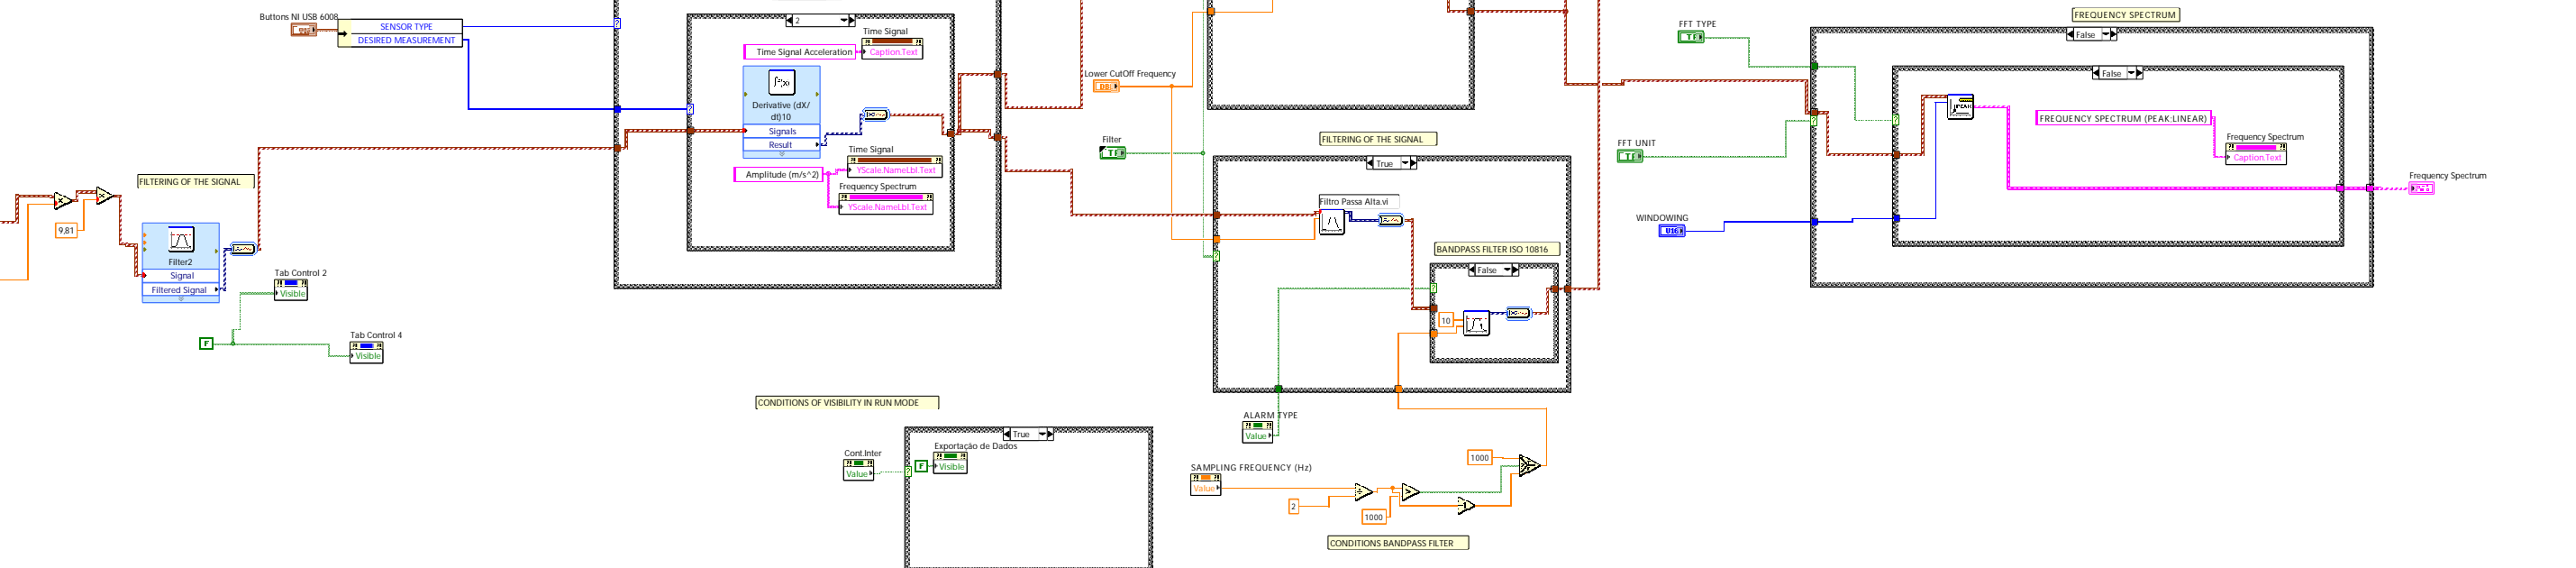 Buttons NI USB 6008
SENSOR TYPE
DESIRED MEASUREMENT
FILTERING OF THE SIGNAL
9,81
Filter2
Signal
Filtered Signal
Tab Control 2
Visible
F
Tab Control 4
Visible
2
Time Signal
Time Signal Acceleration
Caption.Text
Derivative (dX/
dt)10
Signals
Result
Time Signal
Amplitude (m/s^2)
YScale.NameLbl.Text
Frequency Spectrum
YScale.NameLbl.Text
CONDITIONS OF VISIBILITY IN RUN MODE
True
Exportação de Dados
Cont.Inter
Value
F
Visible
Lower CutOff Frequency
Filter
TF
FILTERING OF THE SIGNAL
True
Filtro Passa Alta.vi
BANDPASS FILTER ISO 10816
False
10
ALARM TYPE
Value
SAMPLING FREQUENCY (Hz)
Value
2
1000
1000
CONDITIONS BANDPASS FILTER
FFT TYPE
TF
FFT UNIT
TF
WINDOWING
U16
FREQUENCY SPECTRUM
False
False
FREQUENCY SPECTRUM (PEAK:LINEAR)
Frequency Spectrum
Caption.Text
Frequency Spectrum